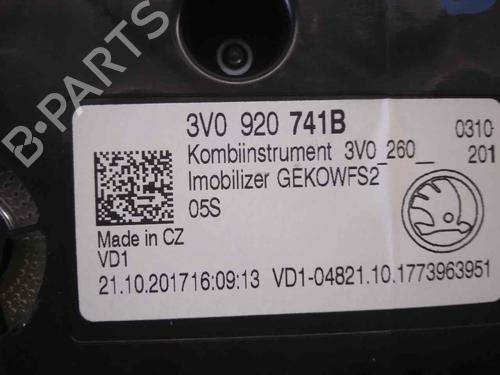 B-PARTS
3V0 920 741B
0310
Kombiinstrument 3V0_260__
201
Imobilizer GEKOWFS2
05S
Made in CZ
VD1
21.10.201716:09:13 VD1-04821.10.1773963951